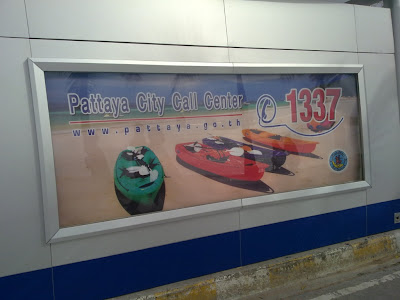 Pattaya City Call Center
1337
www.pattaya.go.th